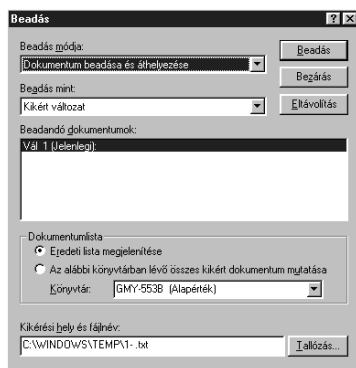 Beadás
Beadás módja:
Dokumentum beadása és áthelyezése
Beadás
Bezárás
Beadás mint:
Kikért változat
Eltávolítás
Beadandó dokumentumok:
Vál 1 (Jelenlegi):
Dokumentumlista
Eredeti lista megjelenítése
Az alábbi könyvtárban lévő összes kikért dokumentum mutatása
Könyvtár: GMY-553B (Alapérték)
Kikérési hely és fájlnév:
C:\WINDOWS\TEMP\1- .txt
Tallózás...